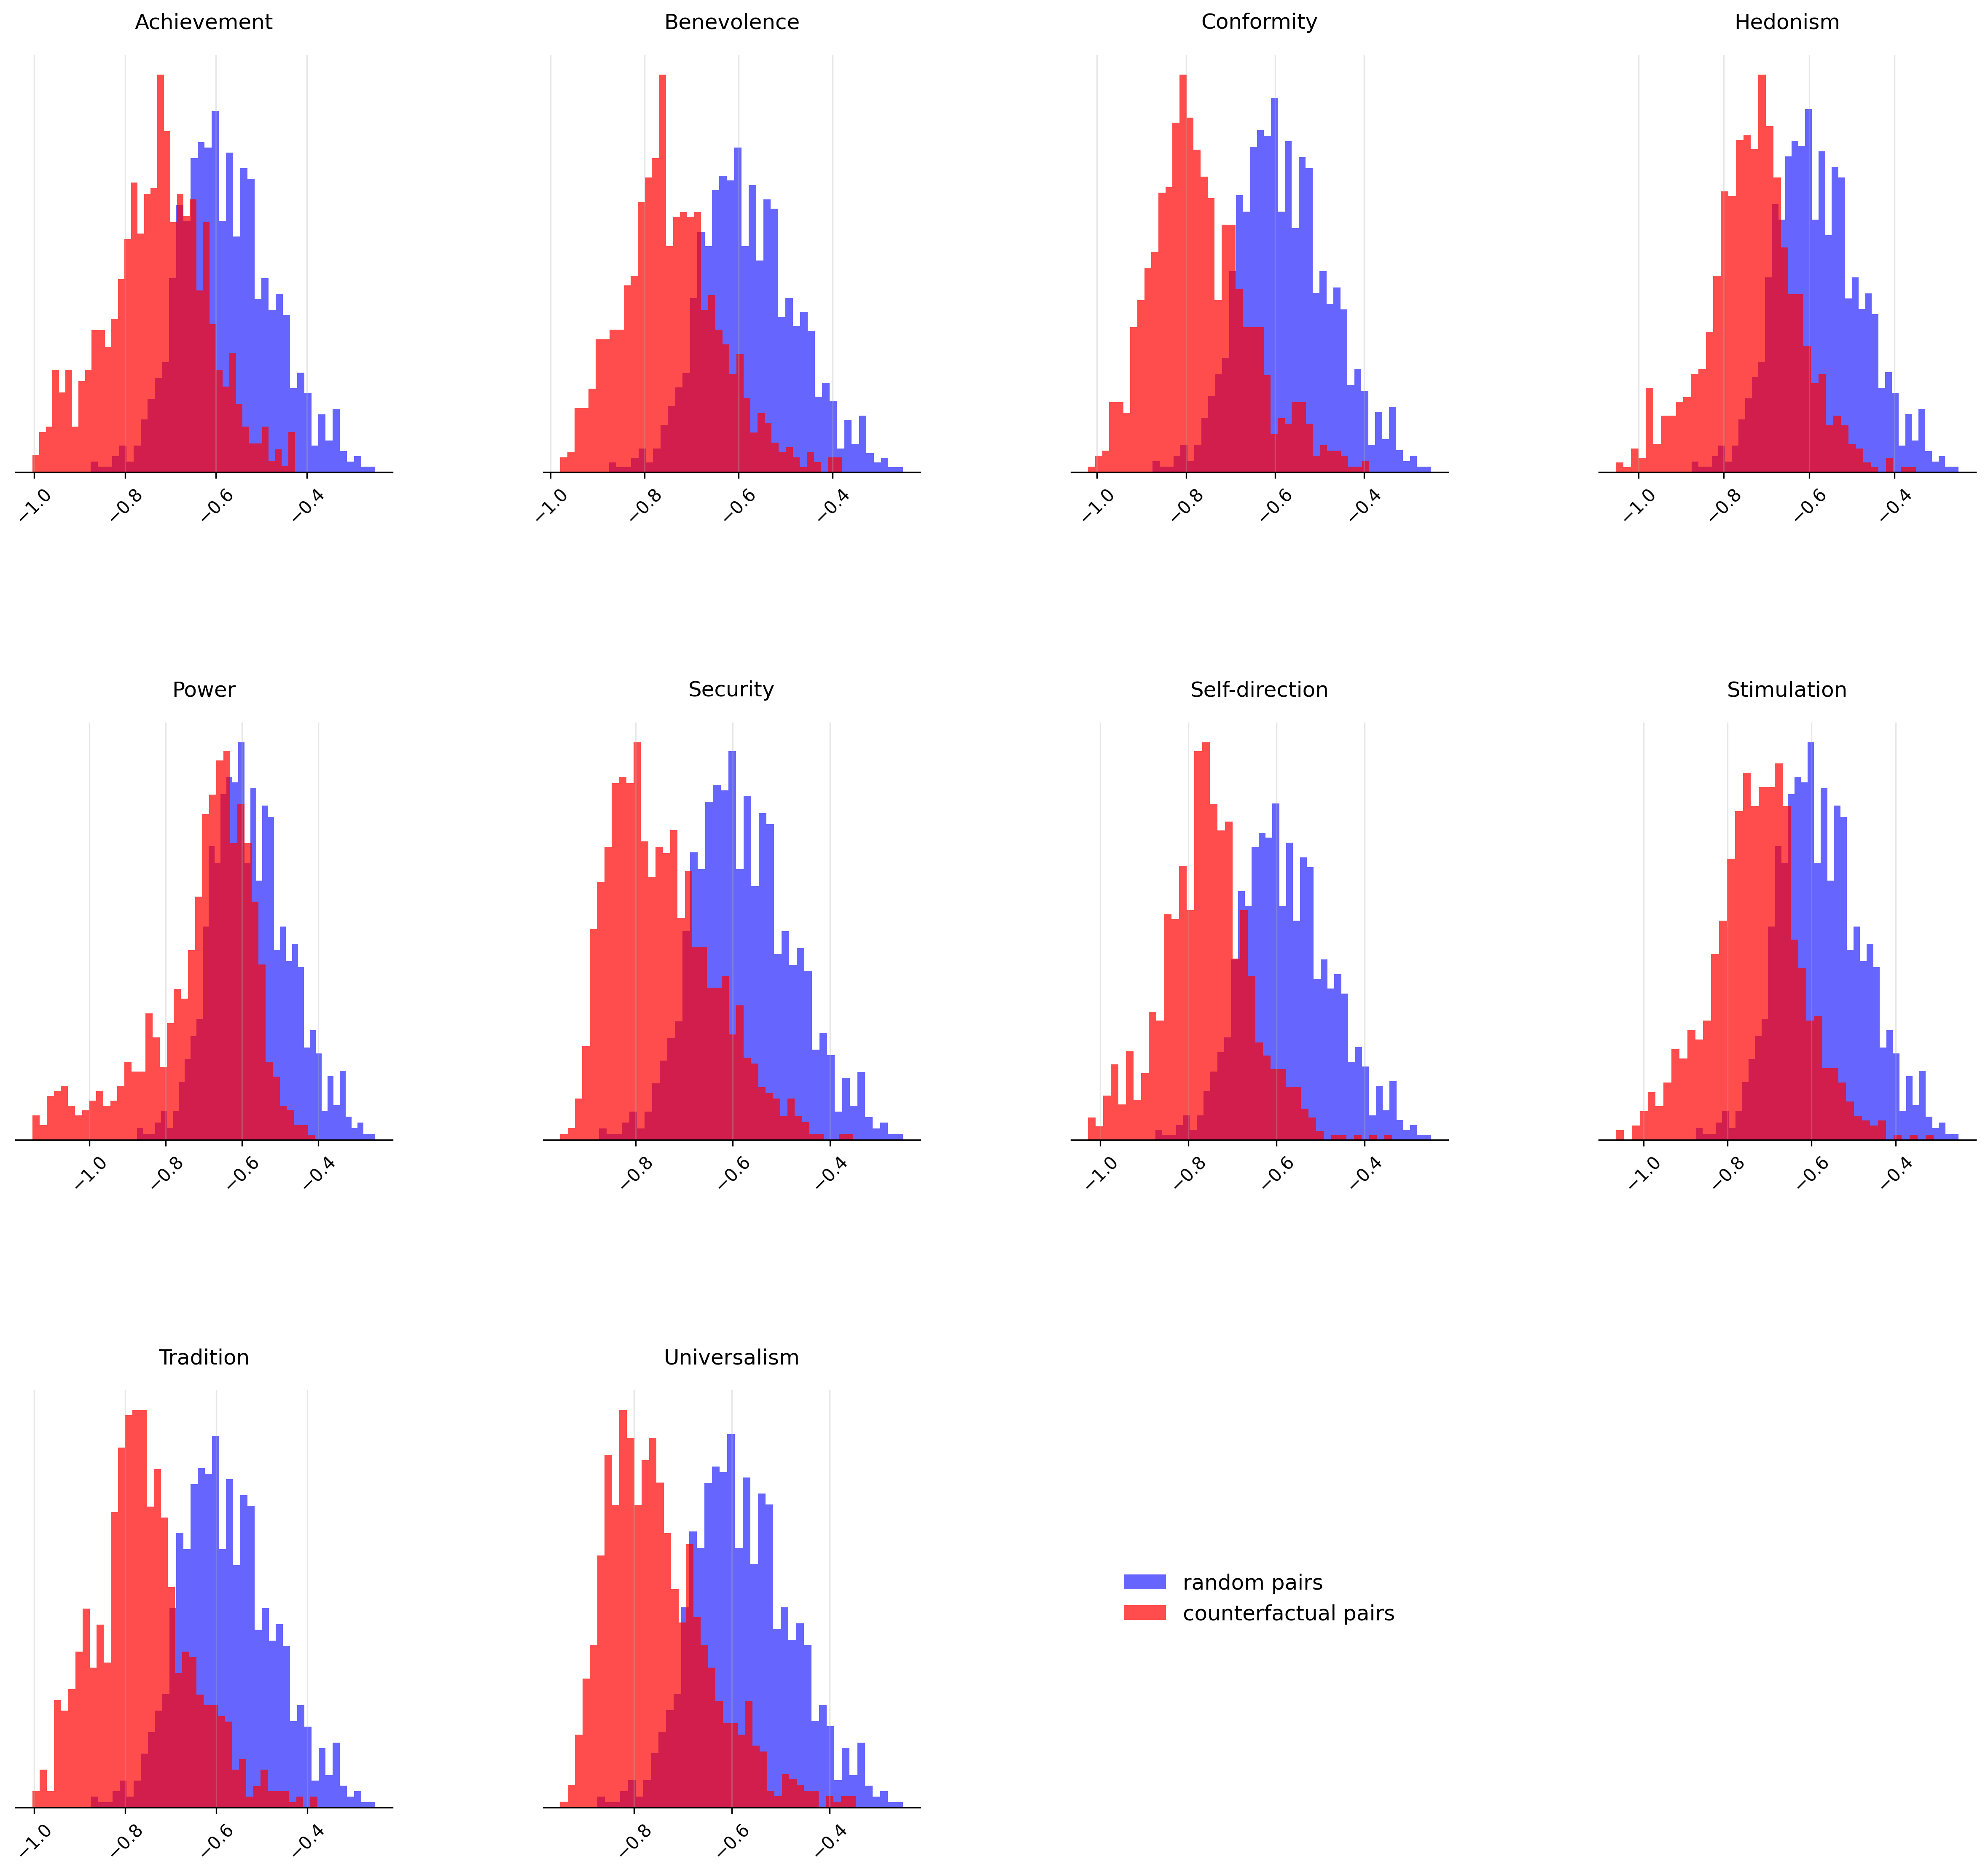 Achievement
Benevolence
Conformity
Hedonism
−1.0 −0.8 −0.6 −0.4
−1.0 −0.8 −0.6 −0.4
−1.0 −0.8 −0.6 −0.4
−1.0 −0.8 −0.6 −0.4
Power
Security
Self-direction
Stimulation
−1.0 −0.8 −0.6 −0.4
−0.8 −0.6 −0.4
−1.0 −0.8 −0.6 −0.4
−1.0 −0.8 −0.6 −0.4
Tradition
Universalism
random pairs
counterfactual pairs
−1.0 −0.8 −0.6 −0.4
−0.8 −0.6 −0.4